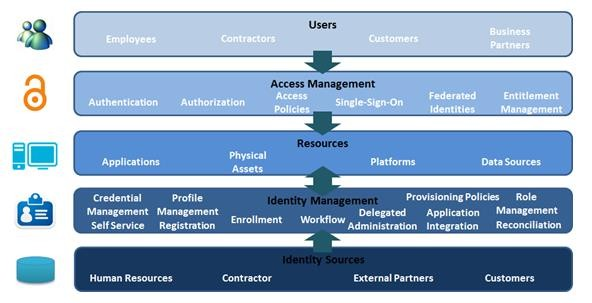 Users
Employees Contractors Customers Business Partners
Access Management
Authentication Authorization Access Policies Single-Sign-On Federated Identities Entitlement Management
Resources
Applications Physical Assets Platforms Data Sources
Identity Management
Credential Management Self Service Profile Management Registration Enrollment Workflow Delegated Administration Provisioning Policies Application Integration Role Management Reconciliation
Identity Sources
Human Resources Contractor External Partners Customers